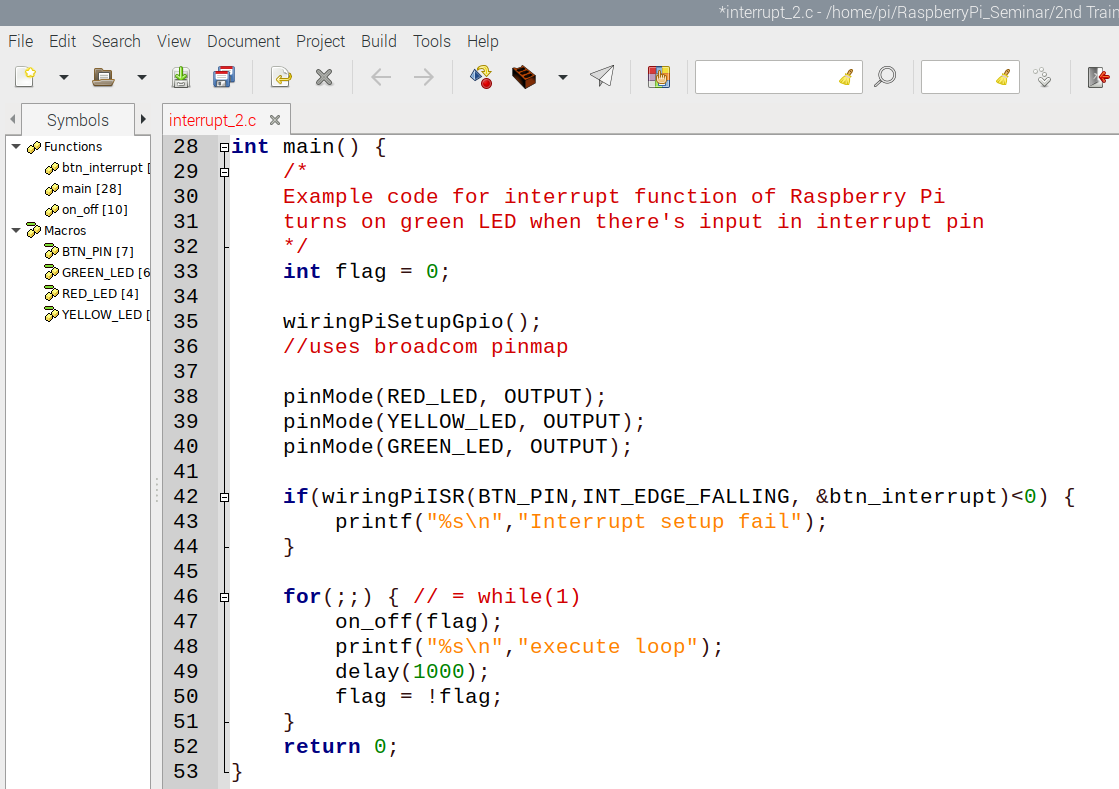 *interrupt_2.c - /home/pi/RaspberryPi_Seminar/2nd Train
File Edit Search View Document Project Build Tools Help
Symbols
interrupt_2.c
Functions
btn_interrupt [
main [28]
on_off [10]
Macros
BTN_PIN [7]
GREEN_LED [6
RED_LED [4]
YELLOW_LED [
28 int main() {
29 /*
30 Example code for interrupt function of Raspberry Pi
31 turns on green LED when there's input in interrupt pin
32 */
33 int flag = 0;
34
35 wiringPiSetupGpio();
36 //uses broadcom pinmap
37
38 pinMode(RED_LED, OUTPUT);
39 pinMode(YELLOW_LED, OUTPUT);
40 pinMode(GREEN_LED, OUTPUT);
41
42 if(wiringPiISR(BTN_PIN,INT_EDGE_FALLING, &btn_interrupt)<0) {
43 printf("%s\n","Interrupt setup fail");
44 }
45
46 for(;;) { // = while(1)
47 on_off(flag);
48 printf("%s\n","execute loop");
49 delay(1000);
50 flag = !flag;
51 }
52 return 0;
53 }